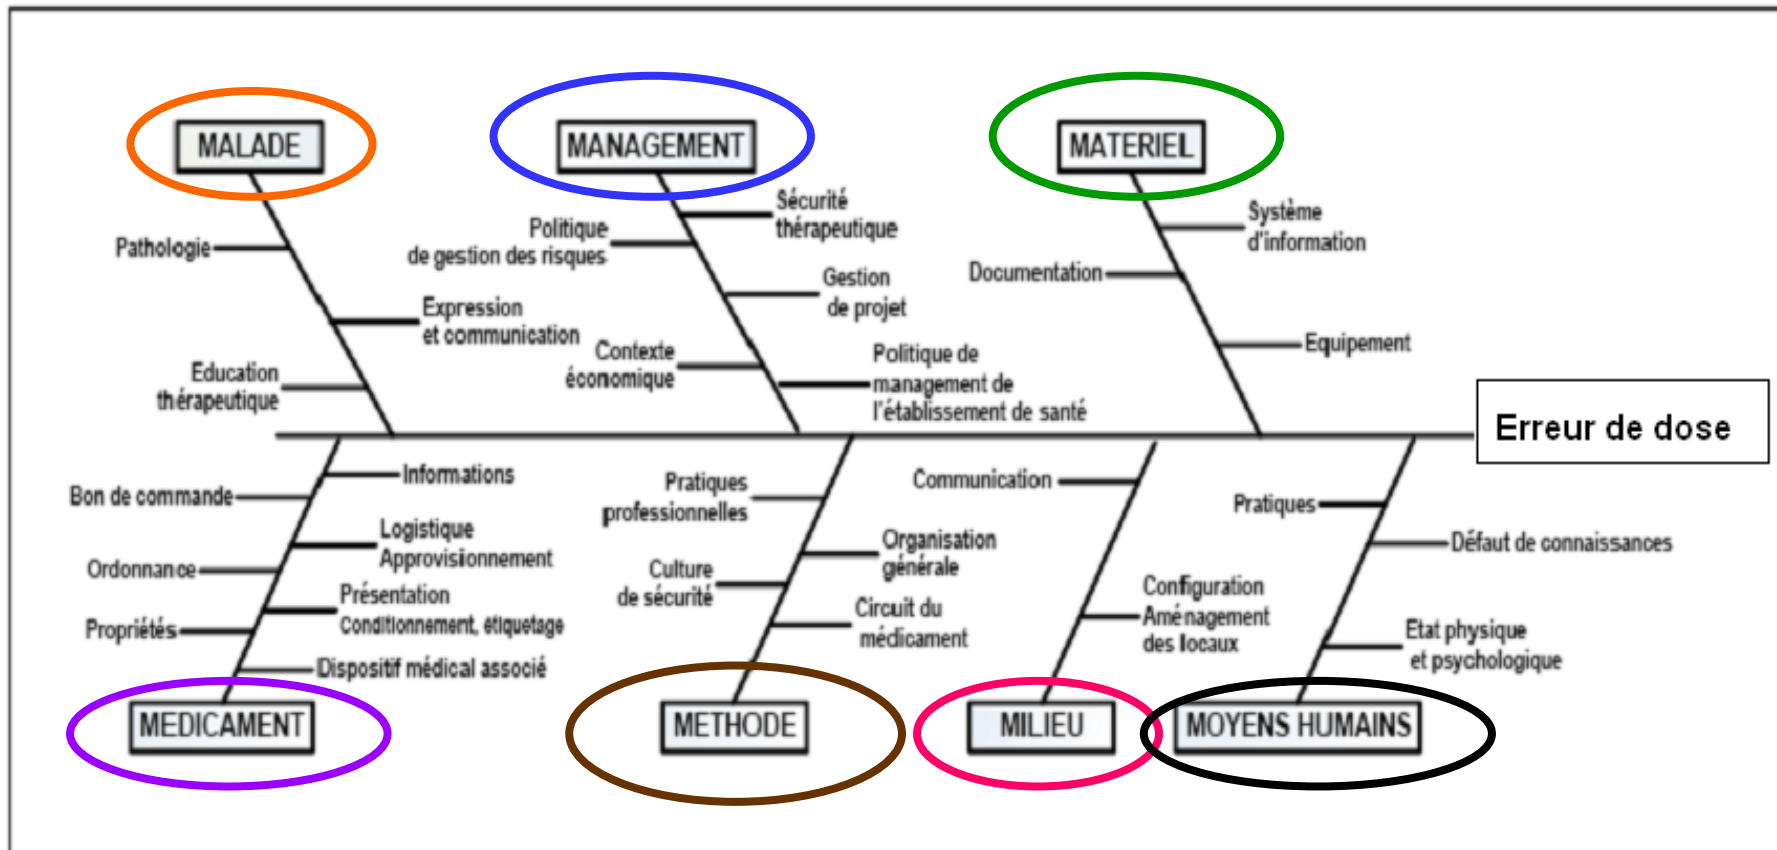 MALADE
MANAGEMENT
MATERIEL
Pathologie
Expression
et communication
Education
thérapeutique
Sécurité
thérapeutique
Politique
de gestion des risques
Gestion
de projet
Contexte
économique
Politique de
management de
l'établissement de santé
Système
d'information
Documentation
Equipement
Erreur de dose
Informations
Bon de commande
Logistique
Approvisionnement
Ordonnance
Présentation
Conditionnement, étiquetage
Propriétés
Dispositif médical associé
Pratiques
professionnelles
Organisation
générale
Culture
de sécurité
Circuit du
médicament
Communication
Configuration
Aménagement
des locaux
Pratiques
Défaut de connaissances
Etat physique
et psychologique
MEDICAMENT
METHODE
MILIEU
MOYENS HUMAINS